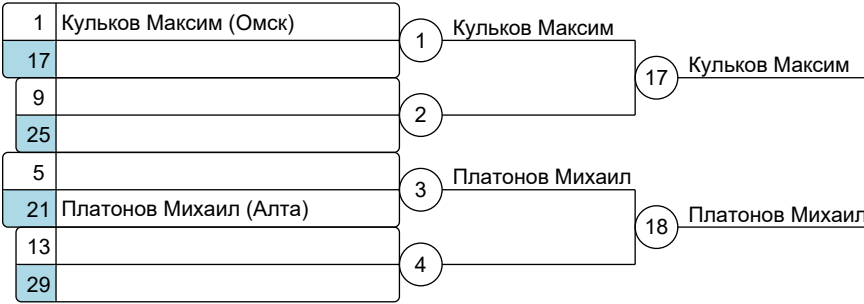 1 Кульков Максим (Омск)
17
9
25
5
21 Платонов Михаил (Алта)
13
29
1 Кульков Максим
2
3 Платонов Михаил
4
17 Кульков Максим
18 Платонов Михаил